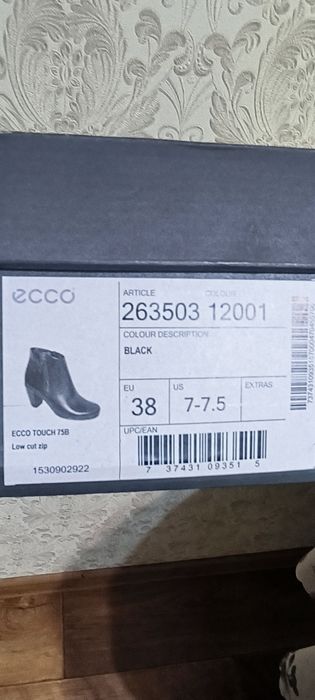 ecco
ARTICLE COLOUR
263503 12001
COLOUR DESCRIPTION
BLACK
EU US EXTRAS
38 7-7.5
ECCO TOUCH 75B
Low cut zip
1530902922
UPC/EAN
7 37431 09351 5